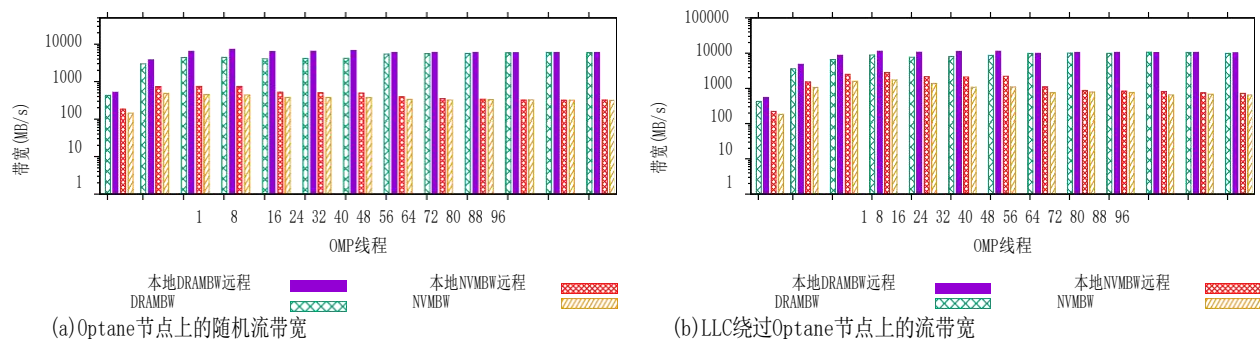 10000
1000
100
10
1
带宽(MB/s)
1 8 16 24 32 40 48 56 64 72 80 88 96
OMP线程
本地DRAMBW远程
DRAMBW
本地NVMBW远程
NVMBW
(a)Optane节点上的随机流带宽
100000
10000
1000
100
10
1
带宽(MB/s)
1 8 16 24 32 40 48 56 64 72 80 88 96
OMP线程
本地DRAMBW远程
DRAMBW
本地NVMBW远程
NVMBW
(b)LLC绕过Optane节点上的流带宽